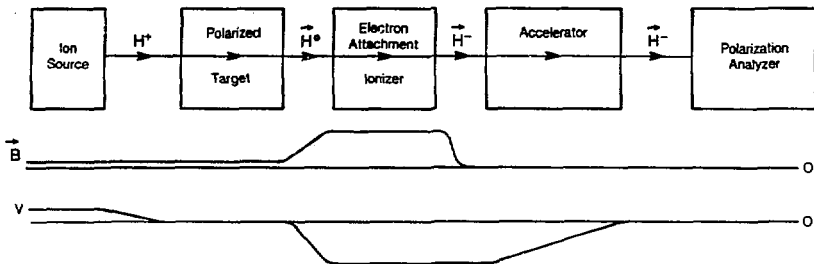 Ion
Source
H⁺
Polarized
Target
H⃗°
Electron
Attachment
Ionizer
H⃗⁻
Accelerator
H⃗⁻
Polarization
Analyzer
B⃗
O
V
O